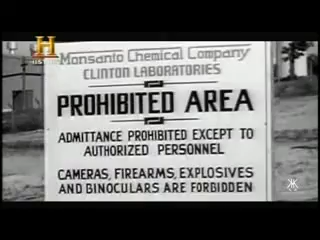 H
HIST
Monsanto Chemical Company
CLINTON LABORATORIES
PROHIBITED AREA
ADMITTANCE PROHIBITED EXCEPT TO
AUTHORIZED PERSONNEL
CAMERAS, FIREARMS, EXPLOSIVES
AND BINOCULARS ARE FORBIDDEN